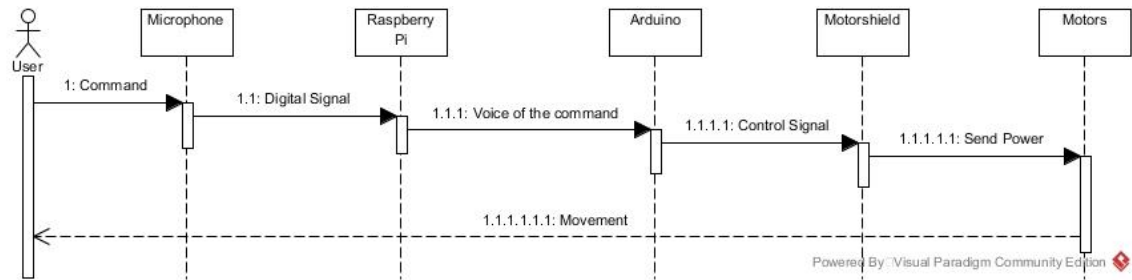 Microphone
Raspberry
Pi
Arduino
Motorshield
Motors
User
1: Command
1.1: Digital Signal
1.1.1: Voice of the command
1.1.1.1: Control Signal
1.1.1.1.1: Send Power
1.1.1.1.1.1: Movement
Powered By Visual Paradigm Community Edition